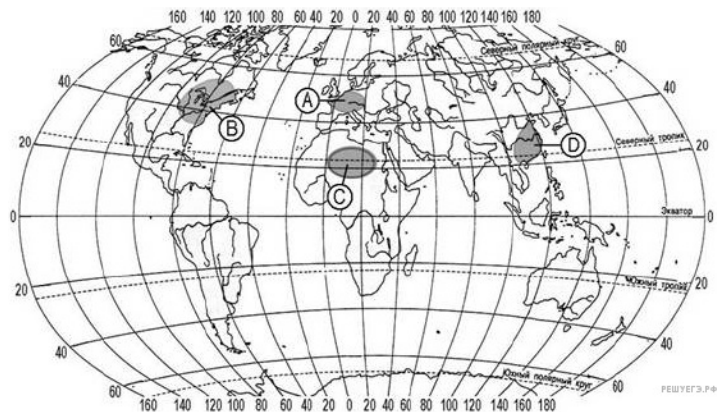 160 140 120 100 80 60 40 20 0 20 40 60 80 100 120 140 160 180
60 Северный полярный круг 60
40 40
A
B
D
20 Северный тропик 20
C
0 Экватор 0
20 Южный тропик 20
40 40
60 Южный полярный круг 60
160 140 120 100 80 60 40 20 0 20 40 60 80 100 120 140 160 180
РЕШУЕГЭ.РФ